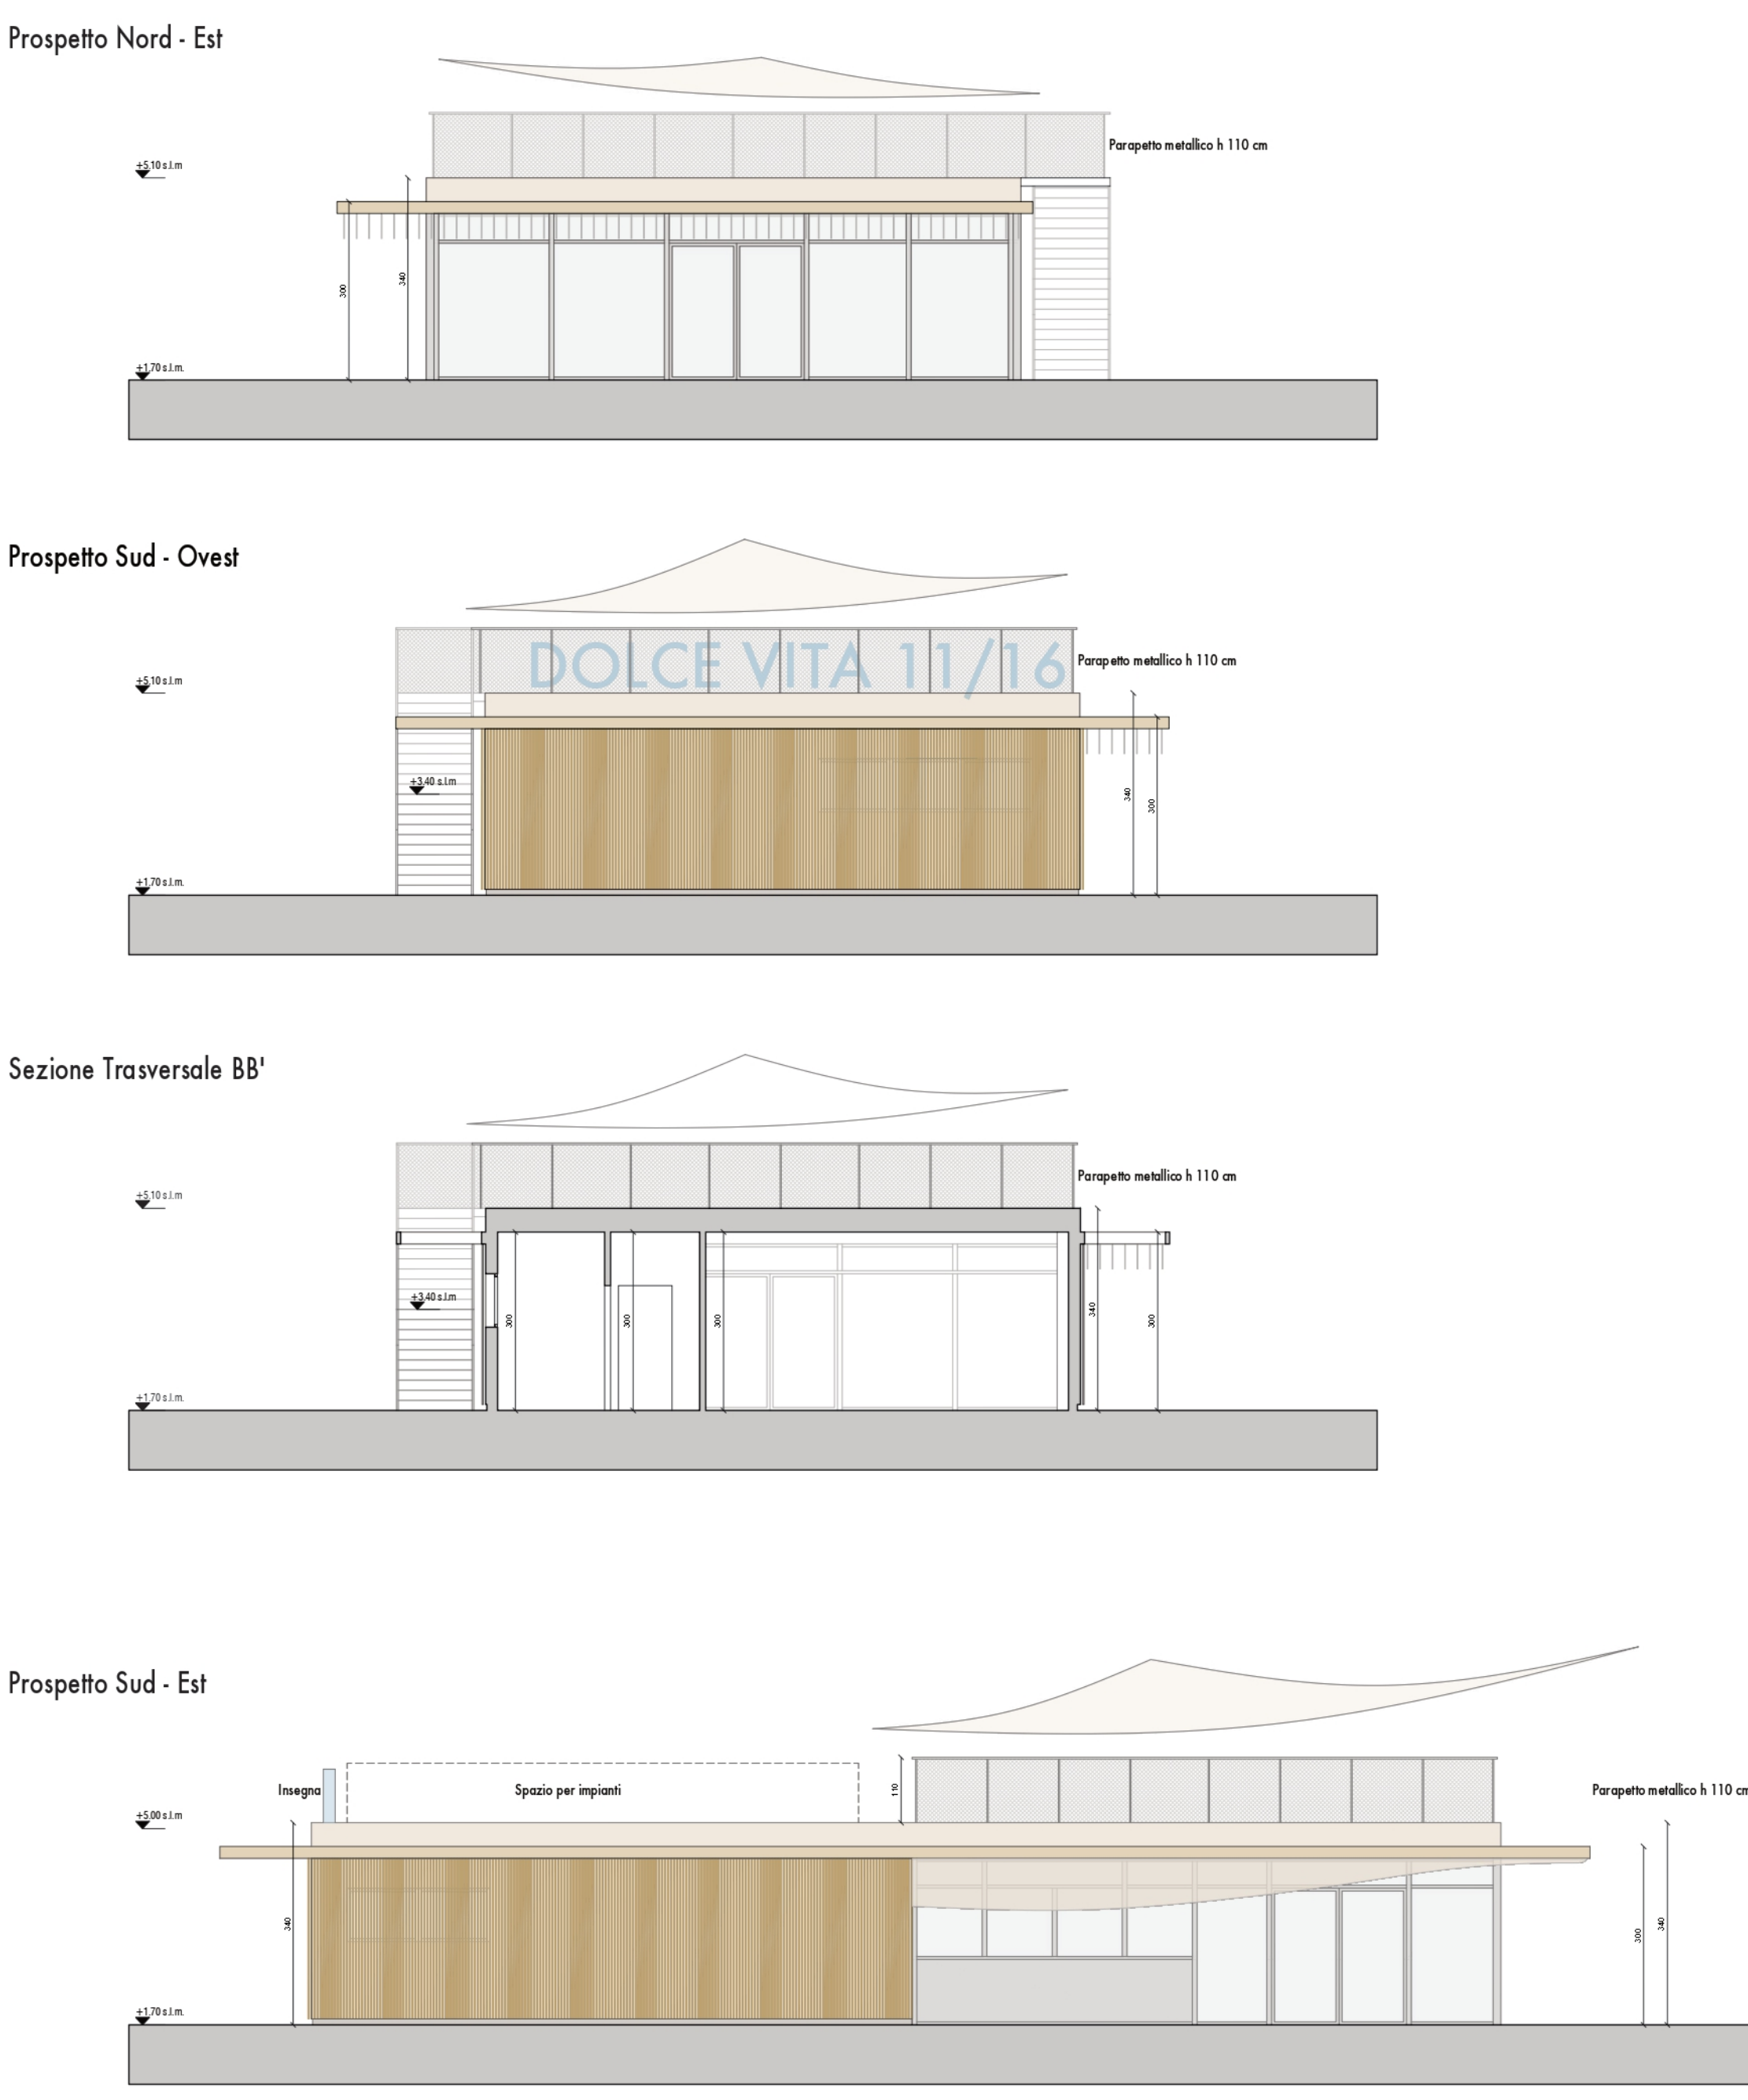 Prospetto Nord - Est
+5.10 s.l.m
Parapetto metallico h 110 cm
300
340
+1.70 s.l.m.
Prospetto Sud - Ovest
DOLCE VITA 11/16
+5.10 s.l.m
Parapetto metallico h 110 cm
+3.40 s.l.m
340
300
+1.70 s.l.m.
Sezione Trasversale BB'
+5.10 s.l.m
Parapetto metallico h 110 cm
+3.40 s.l.m
300
300
300
340
300
+1.70 s.l.m.
Prospetto Sud - Est
Insegna
Spazio per impianti
110
Parapetto metallico h 110 cm
+5.00 s.l.m
340
300
340
+1.70 s.l.m.